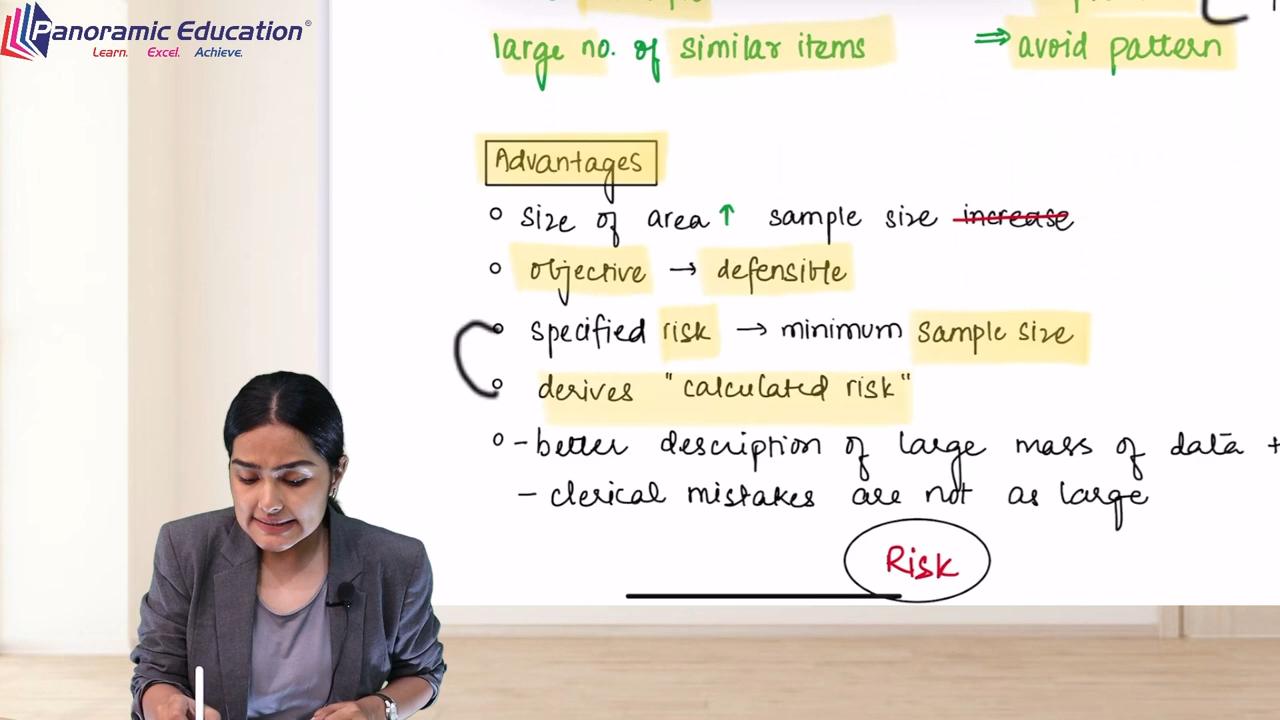 Panoramic Education®
Learn. Excel. Achieve.
large no. of similar items ⇒ avoid pattern
Advantages
○ size of area ↑ sample size increase
○ objective → defensible
○ specified risk → minimum sample size
○ derives "calculated risk"
○ - better description of large mass of data +
- clerical mistakes are not as large
Risk